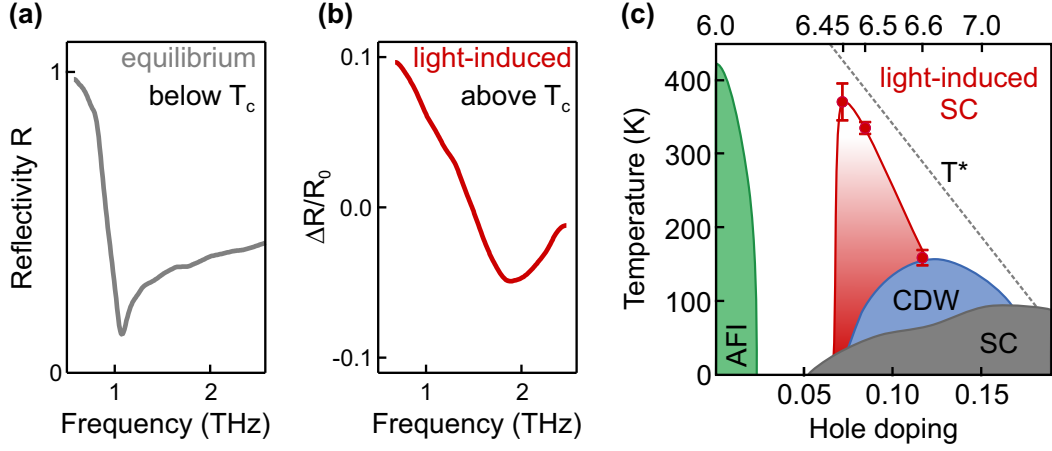 (a)
equilibrium
below Tc
1
0
Reflectivity R
1
2
Frequency (THz)
(b)
light-induced
above Tc
0.1
0.0
-0.1
ΔR/R0
1
2
Frequency (THz)
(c)
6.0
6.45
6.5
6.6
7.0
light-induced
SC
T*
400
300
200
100
0
Temperature (K)
AFI
CDW
SC
0.05
0.10
0.15
Hole doping